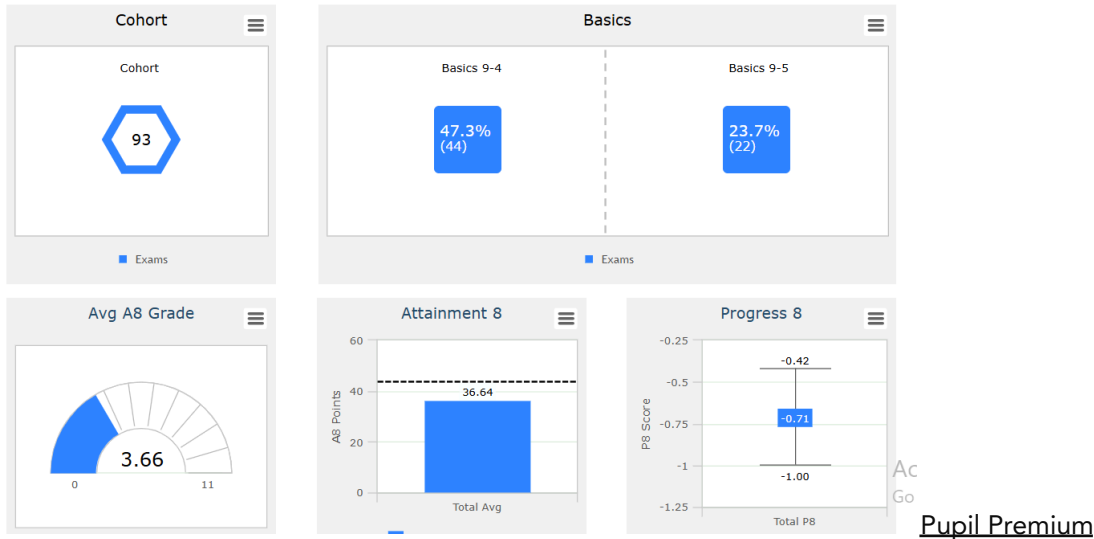 Cohort
Cohort
93
Exams
Basics
Basics 9-4
Basics 9-5
47.3%
(44)
23.7%
(22)
Exams
Avg A8 Grade
3.66
0
11
Attainment 8
60
40
20
0
A8 Points
36.64
Total Avg
Progress 8
-0.25
-0.5
-0.75
-1
-1.25
P8 Score
-0.42
-0.71
-1.00
Total P8
Ac
Go
Pupil Premium